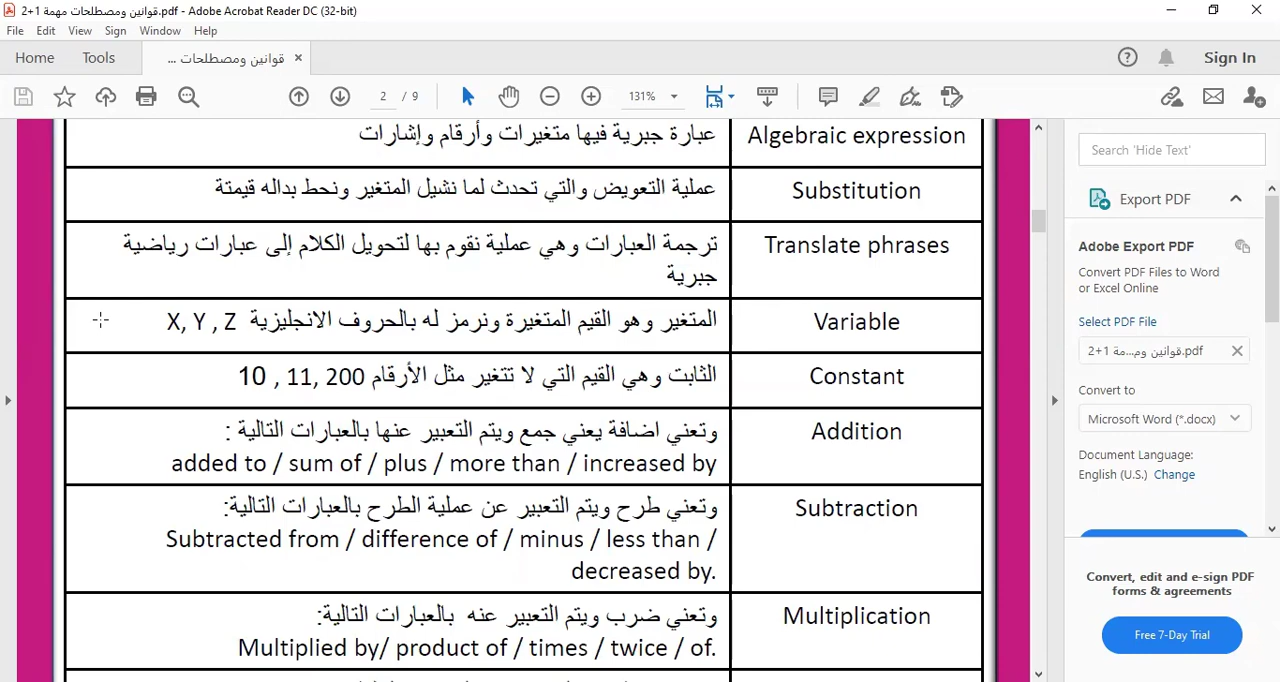 قوانين ومصطلحات مهمة 1+2.pdf - Adobe Acrobat Reader DC (32-bit)
File Edit View Sign Window Help
Home Tools قوانين ومصطلحات ... × Sign In
2 / 9 131%
Algebraic expression
عبارة جبرية فيها متغيرات وأرقام وإشارات
Substitution
عملية التعويض والتي تحدث لما نشيل المتغير ونحط بداله قيمتة
Translate phrases
ترجمة العبارات وهي عملية نقوم بها لتحويل الكلام إلى عبارات رياضية
جبرية
Variable
المتغير وهو القيم المتغيرة ونرمز له بالحروف الانجليزية X, Y , Z
Constant
الثابت وهي القيم التي لا تتغير مثل الأرقام 10 , 11, 200
Addition
وتعني اضافة يعني جمع ويتم التعبير عنها بالعبارات التالية :
added to / sum of / plus / more than / increased by
Subtraction
وتعني طرح ويتم التعبير عن عملية الطرح بالعبارات التالية:
Subtracted from / difference of / minus / less than /
decreased by.
Multiplication
وتعني ضرب ويتم التعبير عنه بالعبارات التالية:
Multiplied by/ product of / times / twice / of.
Search 'Hide Text'
Export PDF
Adobe Export PDF
Convert PDF Files to Word
or Excel Online
Select PDF File
قوانين وم...مة 1+2.pdf
Convert to
Microsoft Word (*.docx)
Document Language:
English (U.S.) Change
Convert, edit and e-sign PDF
forms & agreements
Free 7-Day Trial